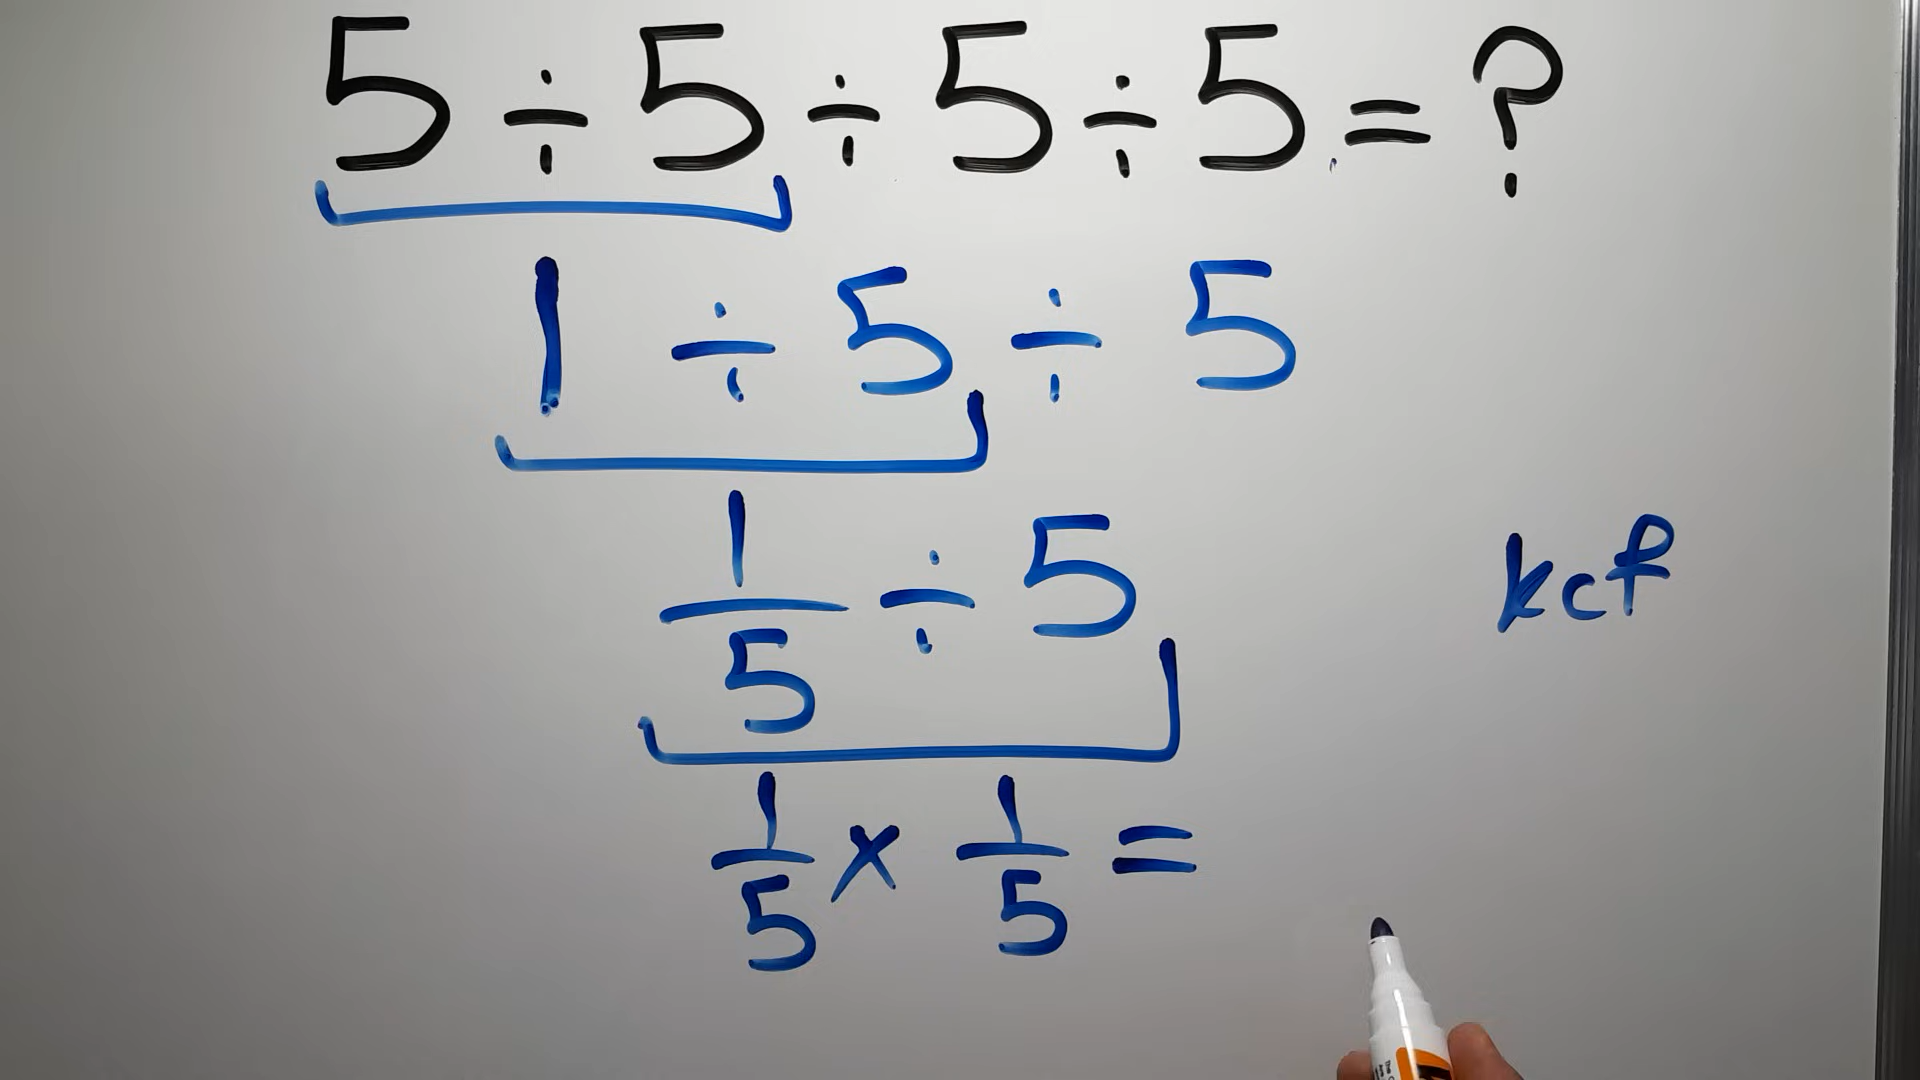 5 ÷ 5 ÷ 5 ÷ 5 = ?
1 ÷ 5 ÷ 5
1/5 ÷ 5
kcf
1/5 × 1/5 =